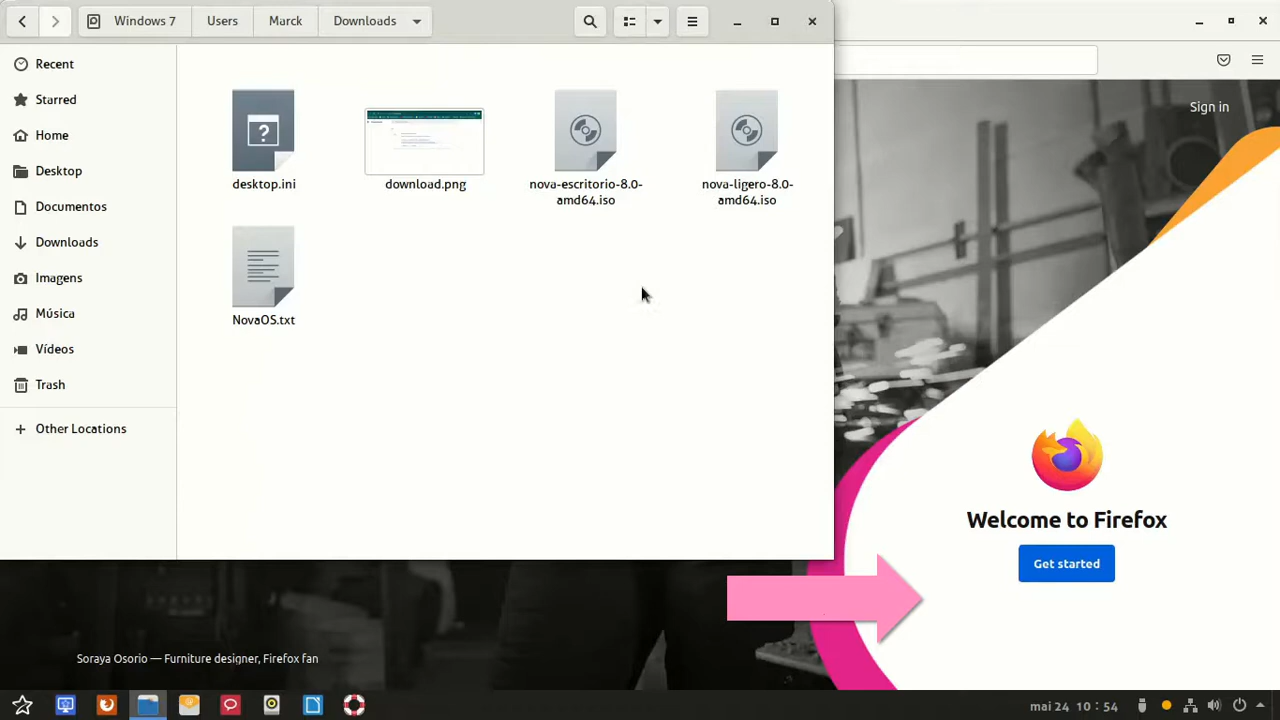 Windows 7
Users
Marck
Downloads
Recent
Starred
Home
Desktop
Documentos
Downloads
Imagens
Música
Vídeos
Trash
Other Locations
desktop.ini
download.png
nova-escritorio-8.0-
amd64.iso
nova-ligero-8.0-
amd64.iso
NovaOS.txt
Sign in
Welcome to Firefox
Get started
Soraya Osorio — Furniture designer, Firefox fan
mai 24 10:54